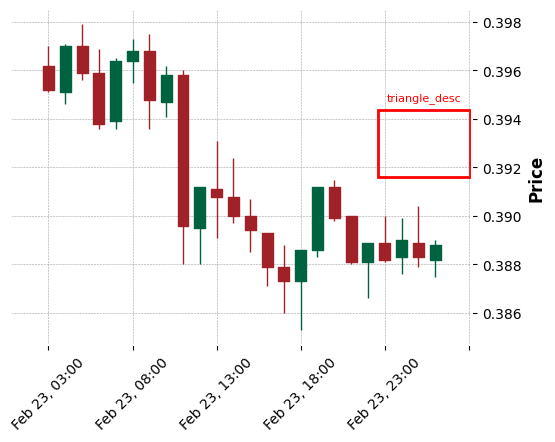 0.398
0.396
triangle_desc
0.394
0.392
Price
0.390
0.388
0.386
Feb 23, 03:00
Feb 23, 08:00
Feb 23, 13:00
Feb 23, 18:00
Feb 23, 23:00